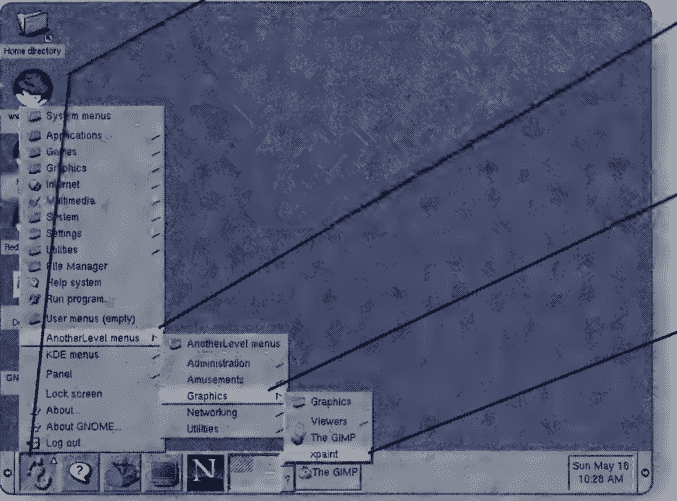 Home directory
System menus
Applications
Games
Graphics
Internet
Multimedia
System
Settings
Utilities
File Manager
Help system
Run program...
User menus (empty)
AnotherLevel menus
KDE menus
Panel
Lock screen
About...
About GNOME...
Log out
AnotherLevel menus
Administration
Amusements
Graphics
Networking
Utilities
Graphics
Viewers
The GIMP
xpaint
N
?
The GIMP
Sun May 16
10:28 AM